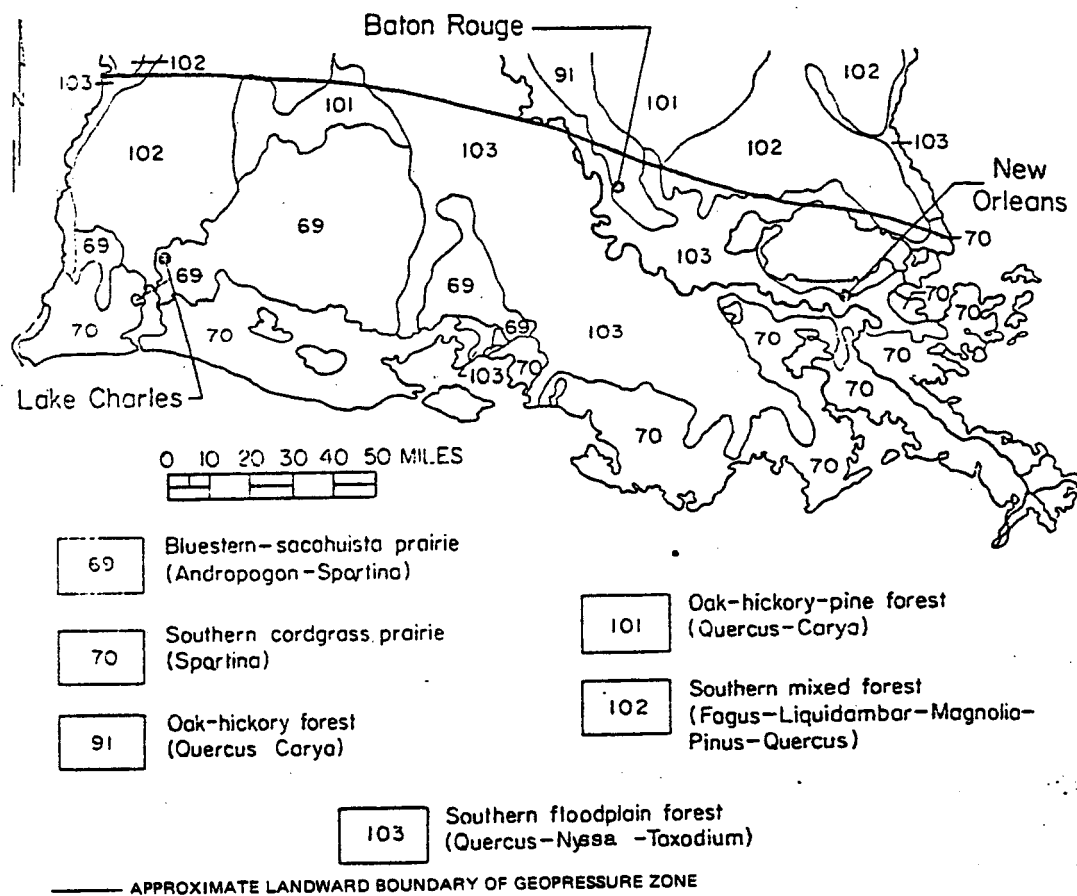 Baton Rouge
102
103
91
102
101
101
N
102
103
102
103
New
Orleans
69
69
70
103
69
69
70
70
70
69
103
70
70
70
103
70
70
Lake Charles
70
70
0 10 20 30 40 50 MILES
69
Bluestern-sacahuista prairie
(Andropogon-Spartina)
70
Southern cordgrass prairie
(Spartina)
91
Oak-hickory forest
(Quercus Carya)
101
Oak-hickory-pine forest
(Quercus-Carya)
102
Southern mixed forest
(Fagus-Liquidambar-Magnolia-
Pinus-Quercus)
103
Southern floodplain forest
(Quercus-Nyssa -Taxodium)
APPROXIMATE LANDWARD BOUNDARY OF GEOPRESSURE ZONE